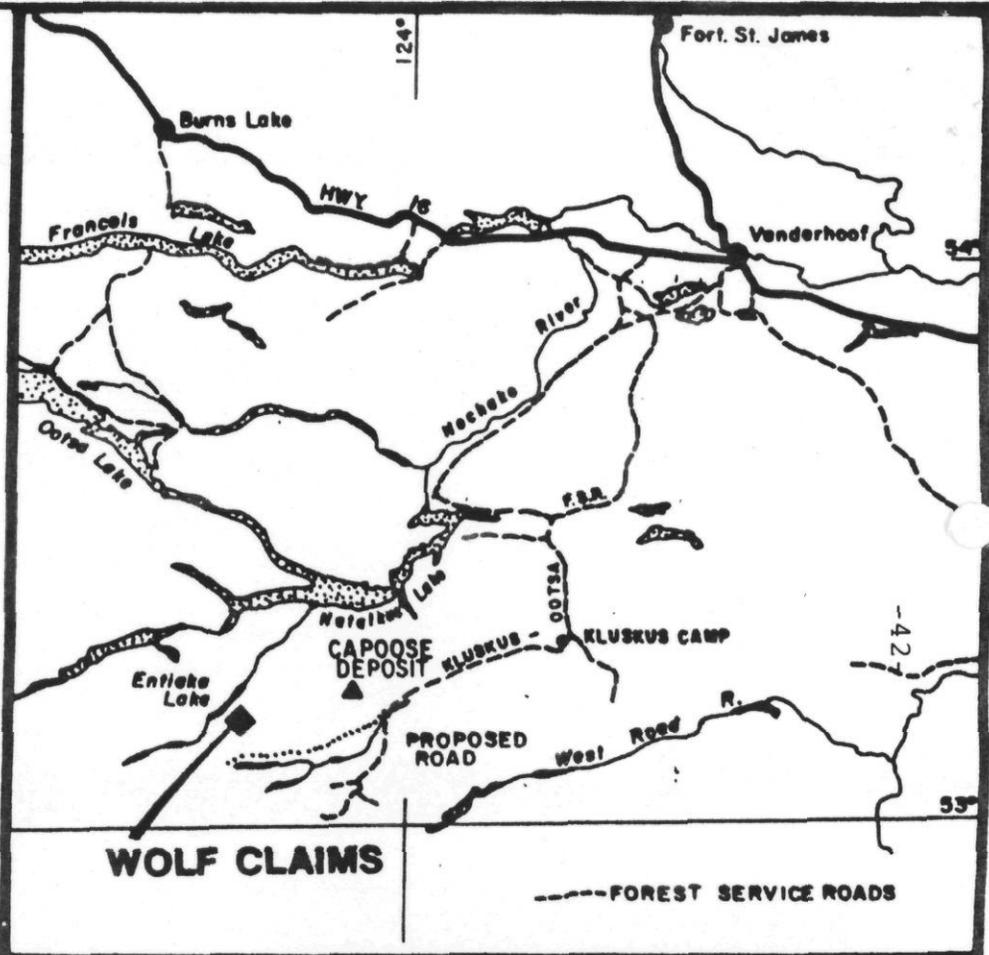 124°
Fort. St. James
Burns Lake
HWY 16
Francois Lake
Vanderhoof
54°
River
Nechako
Ootsa Lake
F.S.R.
Natalkuz Lake
KLUSKUS - OOTSA
KLUSKUS CAMP
CAPOOSE
DEPOSIT
Entiako
Lake
-42-
PROPOSED
ROAD
West Road R.
53°
WOLF CLAIMS
FOREST SERVICE ROADS